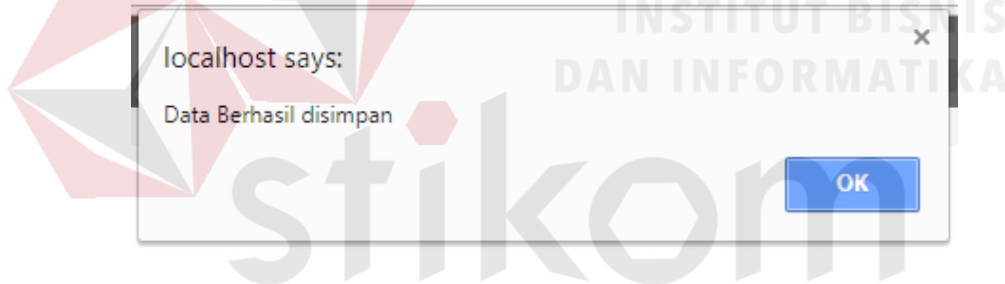 INSTITUT BISNIS
DAN INFORMATIKA
localhost says:
×
Data Berhasil disimpan
OK
stikom